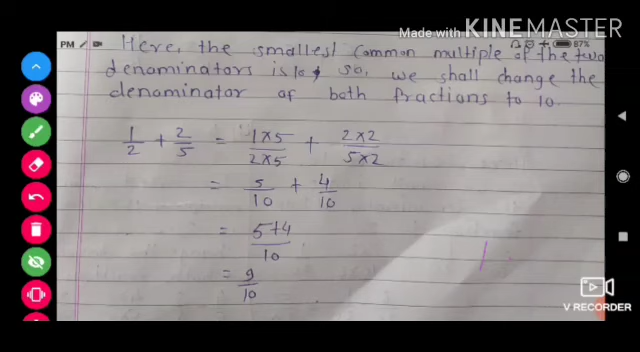 Made with KINEMASTER
PM 87%
Here, the smallest common multiple of the two
denominators is 10, so, we shall change the
denominator of both fractions to 10.
1/2 + 2/5 = 1×5/2×5 + 2×2/5×2
= 5/10 + 4/10
= 5+4/10
= 9/10
V RECORDER